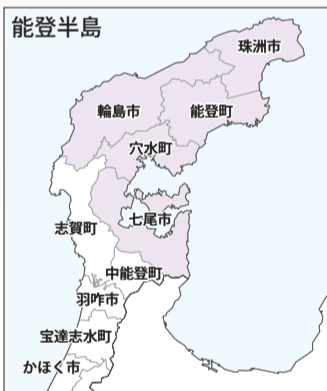 能登半島
珠洲市
輪島市
能登町
穴水町
七尾市
志賀町
中能登町
羽咋市
宝達志水町
かほく市